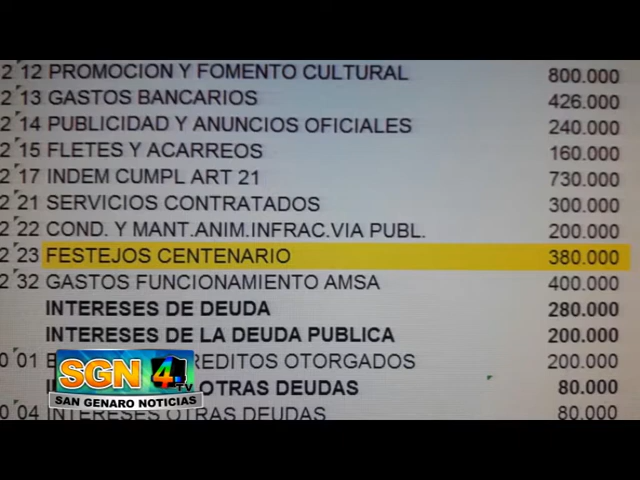 2 12 PROMOCION Y FOMENTO CULTURAL 800.000
2 13 GASTOS BANCARIOS 426.000
2 14 PUBLICIDAD Y ANUNCIOS OFICIALES 240.000
2 15 FLETES Y ACARREOS 160.000
2 17 INDEM CUMPL ART 21 730.000
2 21 SERVICIOS CONTRATADOS 300.000
2 22 COND. Y MANT.ANIM.INFRAC.VIA PUBL. 200.000
2 23 FESTEJOS CENTENARIO 380.000
2 32 GASTOS FUNCIONAMIENTO AMSA 400.000
INTERESES DE DEUDA 280.000
INTERESES DE LA DEUDA PUBLICA 200.000
0 01 REDITOS OTORGADOS 200.000
OTRAS DEUDAS 80.000
0 04 INTERESES OTRAS DEUDAS 80.000
SGN 4 TV
SAN GENARO NOTICIAS